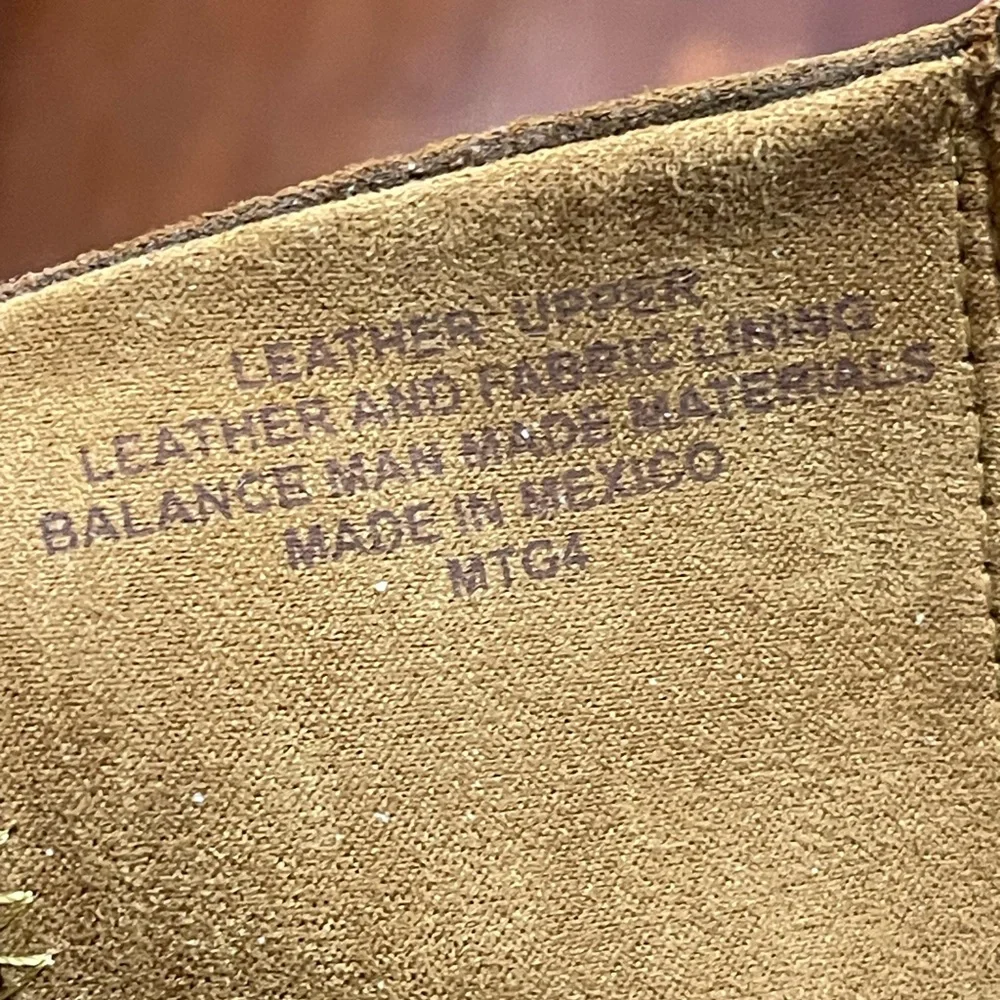 LEATHER UPPER
LEATHER AND FABRIC LINING
BALANCE MAN MADE MATERIALS
MADE IN MEXICO
MTG4